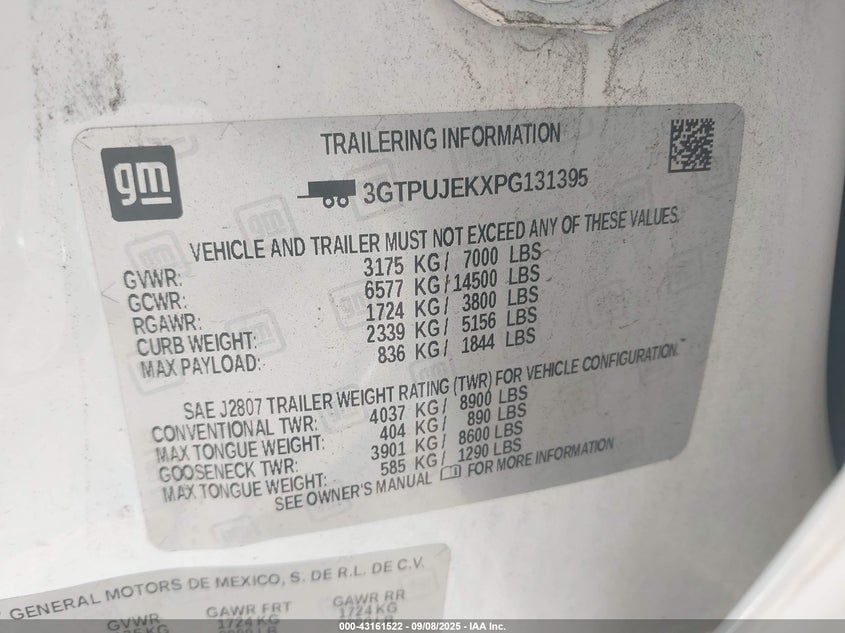 gm
TRAILERING INFORMATION
3GTPUJEKXPG131395
VEHICLE AND TRAILER MUST NOT EXCEED ANY OF THESE VALUES.
GVWR: 3175 KG/ 7000 LBS
GCWR: 6577 KG/14500 LBS
RGAWR: 1724 KG/ 3800 LBS
CURB WEIGHT: 2339 KG/ 5156 LBS
MAX PAYLOAD: 836 KG/ 1844 LBS
SAE J2807 TRAILER WEIGHT RATING (TWR) FOR VEHICLE CONFIGURATION.
CONVENTIONAL TWR: 4037 KG/ 8900 LBS
MAX TONGUE WEIGHT: 404 KG/ 890 LBS
GOOSENECK TWR: 3901 KG/ 8600 LBS
MAX TONGUE WEIGHT: 585 KG/ 1290 LBS
SEE OWNER'S MANUAL FOR MORE INFORMATION
GENERAL MOTORS DE MEXICO, S. DE R.L. DE C.V.
GVWR GAWR FRT GAWR RR
1724 KG 1724 KG
000-43161522 - 09/08/2025 - IAA Inc.